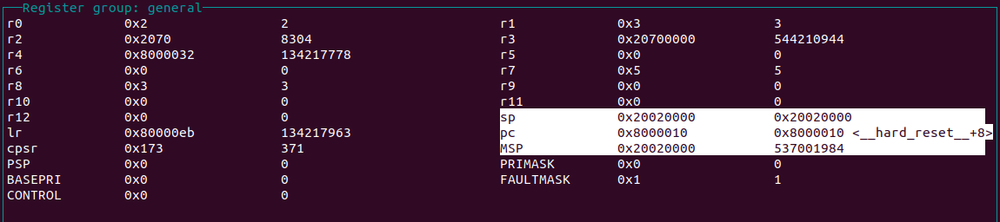 Register group: general
r0 0x2 2 r1 0x3 3
r2 0x2070 8304 r3 0x20700000 544210944
r4 0x8000032 134217778 r5 0x0 0
r6 0x0 0 r7 0x5 5
r8 0x3 3 r9 0x0 0
r10 0x0 0 r11 0x0 0
r12 0x0 0 sp 0x20020000 0x20020000
lr 0x80000eb 134217963 pc 0x8000010 0x8000010 <__hard_reset__+8>
cpsr 0x173 371 MSP 0x20020000 537001984
PSP 0x0 0 PRIMASK 0x0 0
BASEPRI 0x0 0 FAULTMASK 0x1 1
CONTROL 0x0 0